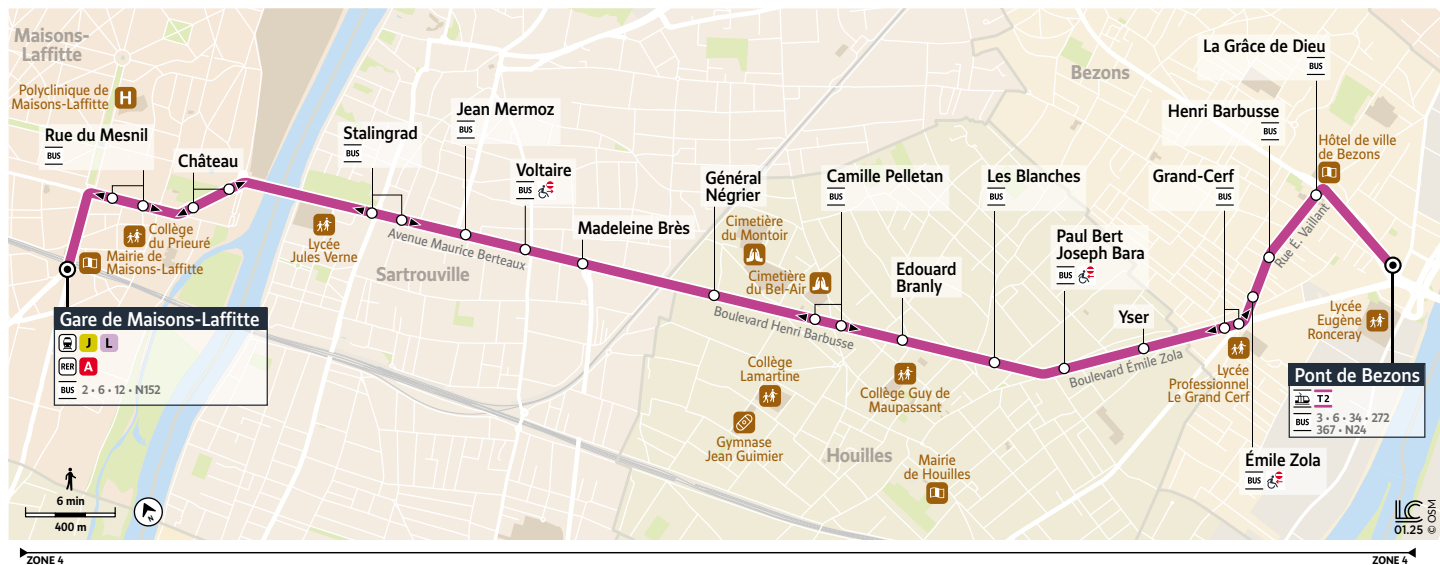 Maisons-
Laffitte
Polyclinique de
Maisons-Laffitte
H
Rue du Mesnil
BUS
Château
Collège
du Prieuré
Mairie de
Maisons-Laffitte
Gare de Maisons-Laffitte
J L
RER A
BUS 2 • 6 • 12 • N152
6 min
400 m
N
Lycée
Jules Verne
Stalingrad
BUS
Avenue Maurice Berteaux
Sartrouville
Jean Mermoz
BUS
Voltaire
BUS
Madeleine Brès
Général
Négrier
Cimetière
du Montoir
Cimetière
du Bel-Air
Boulevard Henri Barbusse
Camille Pelletan
BUS
Edouard
Branly
Collège
Lamartine
Gymnase
Jean Guimier
Collège Guy de
Maupassant
Houilles
Mairie
de Houilles
Les Blanches
BUS
Paul Bert
Joseph Bara
BUS
Yser
Boulevard Émile Zola
Bezons
Grand-Cerf
BUS
Henri Barbusse
BUS
La Grâce de Dieu
BUS
Hôtel de ville
de Bezons
Rue É. Vaillant
Lycée
Professionnel
Le Grand Cerf
Émile Zola
BUS
Lycée
Eugène
Ronceray
Pont de Bezons
T2
BUS 3 • 6 • 34 • 272
367 • N24
LC
01.25
© OSM
ZONE 4
ZONE 4